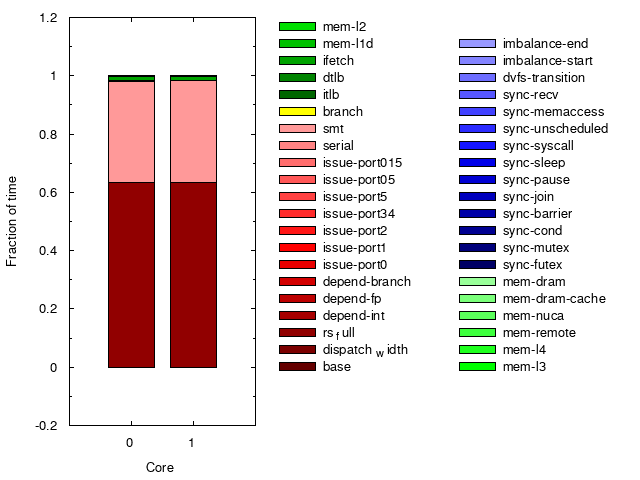 1.2
1
0.8
0.6
0.4
0.2
0
-0.2
Fraction of time
0 1
Core
mem-l2
mem-l1d
ifetch
dtlb
itlb
branch
smt
serial
issue-port015
issue-port05
issue-port5
issue-port34
issue-port2
issue-port1
issue-port0
depend-branch
depend-fp
depend-int
rs f ull
dispatch w idth
base
imbalance-end
imbalance-start
dvfs-transition
sync-recv
sync-memaccess
sync-unscheduled
sync-syscall
sync-sleep
sync-pause
sync-join
sync-barrier
sync-cond
sync-mutex
sync-futex
mem-dram
mem-dram-cache
mem-nuca
mem-remote
mem-l4
mem-l3